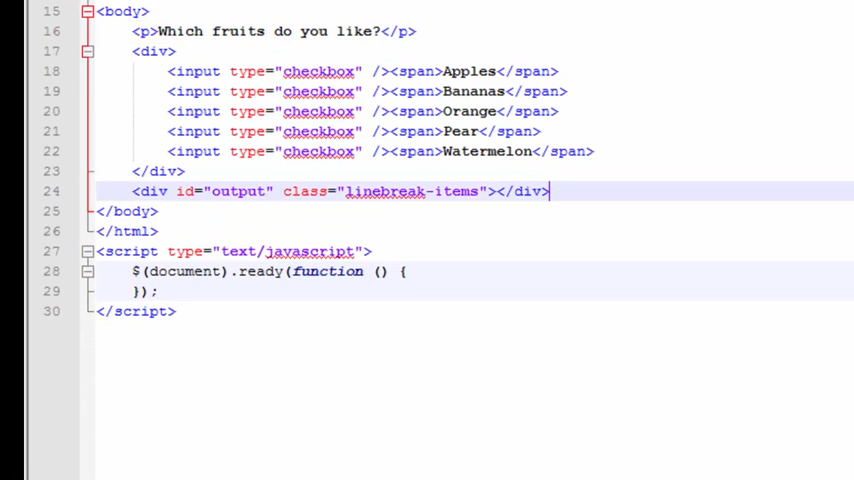 15 <body>
16 <p>Which fruits do you like?</p>
17 <div>
18 <input type="checkbox" /><span>Apples</span>
19 <input type="checkbox" /><span>Bananas</span>
20 <input type="checkbox" /><span>Orange</span>
21 <input type="checkbox" /><span>Pear</span>
22 <input type="checkbox" /><span>Watermelon</span>
23 </div>
24 <div id="output" class="linebreak-items"></div>
25 </body>
26 </html>
27 <script type="text/javascript">
28 $(document).ready(function () {
29 });
30 </script>